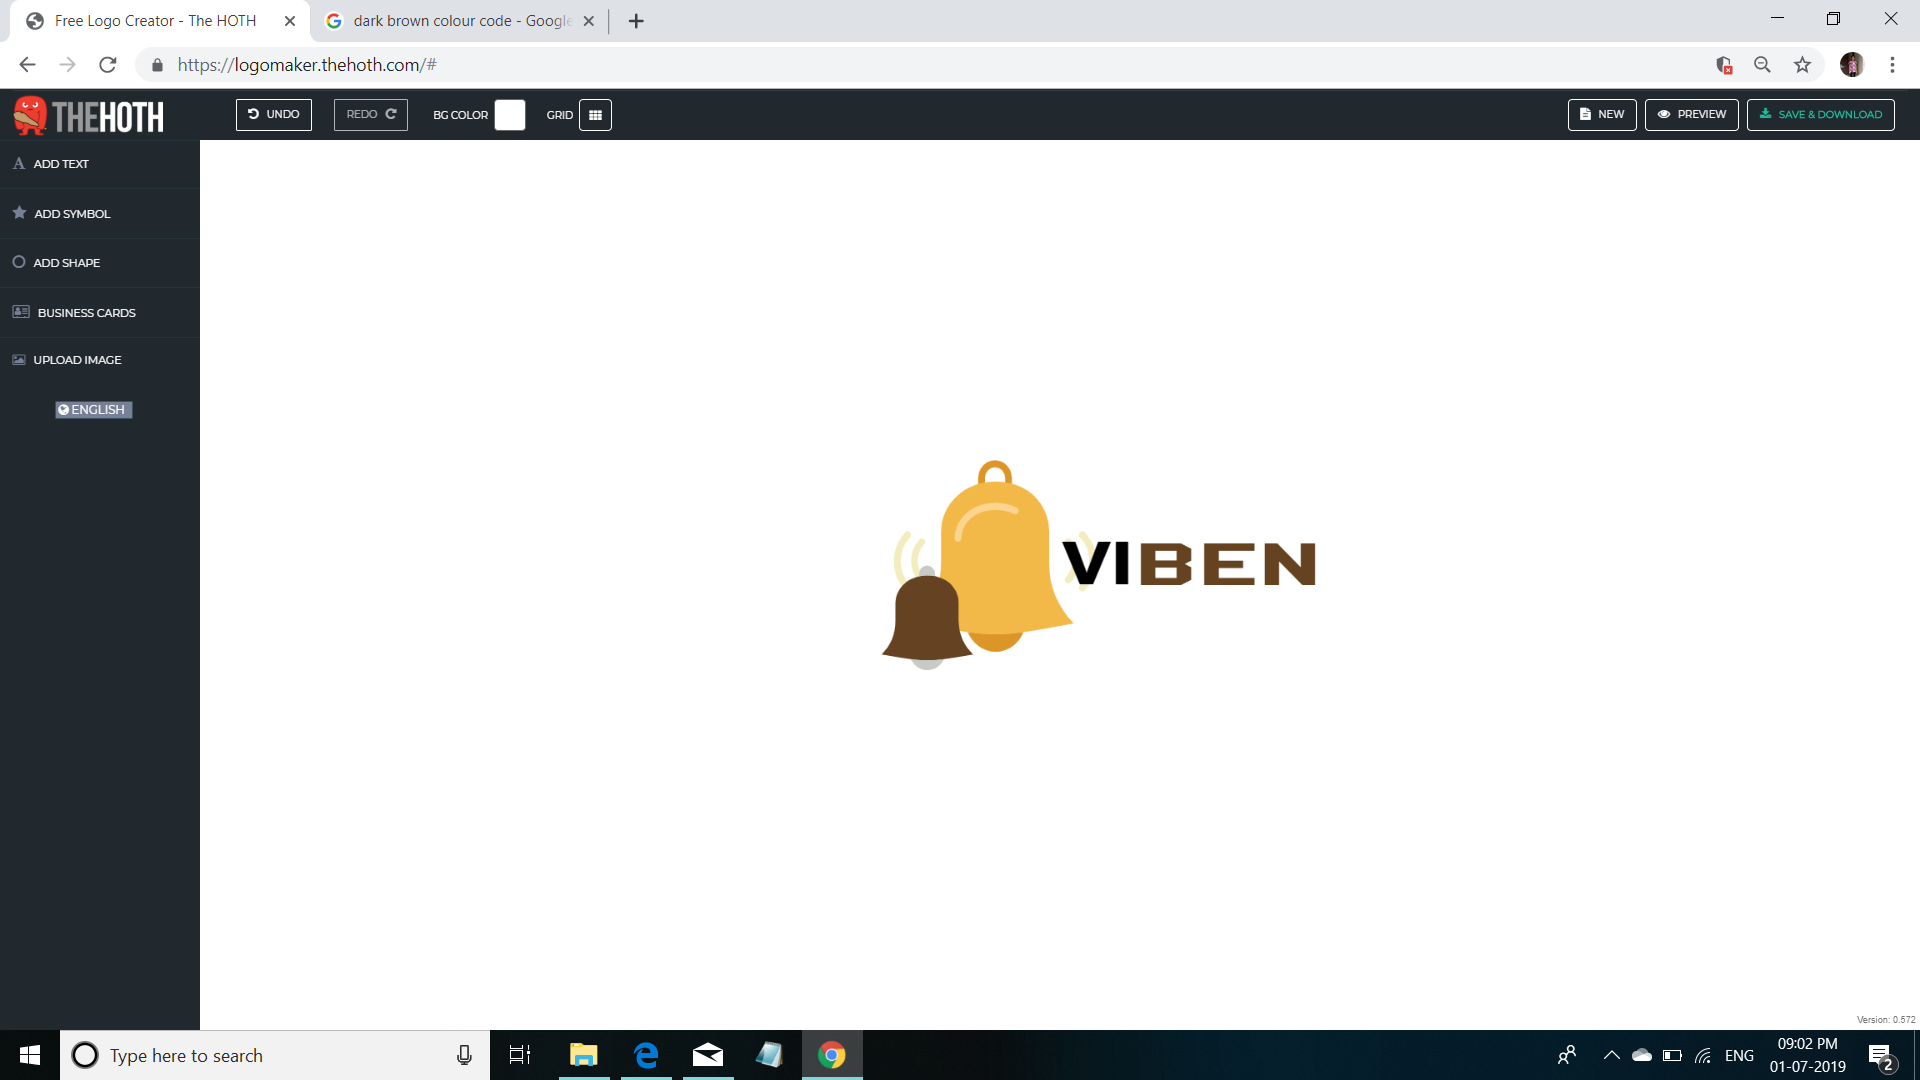 Free Logo Creator - The HOTH
dark brown colour code - Google
https://logomaker.thehoth.com/#
THEHOTH
UNDO
REDO
BG COLOR
GRID
NEW
PREVIEW
SAVE & DOWNLOAD
ADD TEXT
ADD SYMBOL
ADD SHAPE
BUSINESS CARDS
UPLOAD IMAGE
ENGLISH
VIBEN
Version: 0.572
Type here to search
ENG
09:02 PM
01-07-2019
2